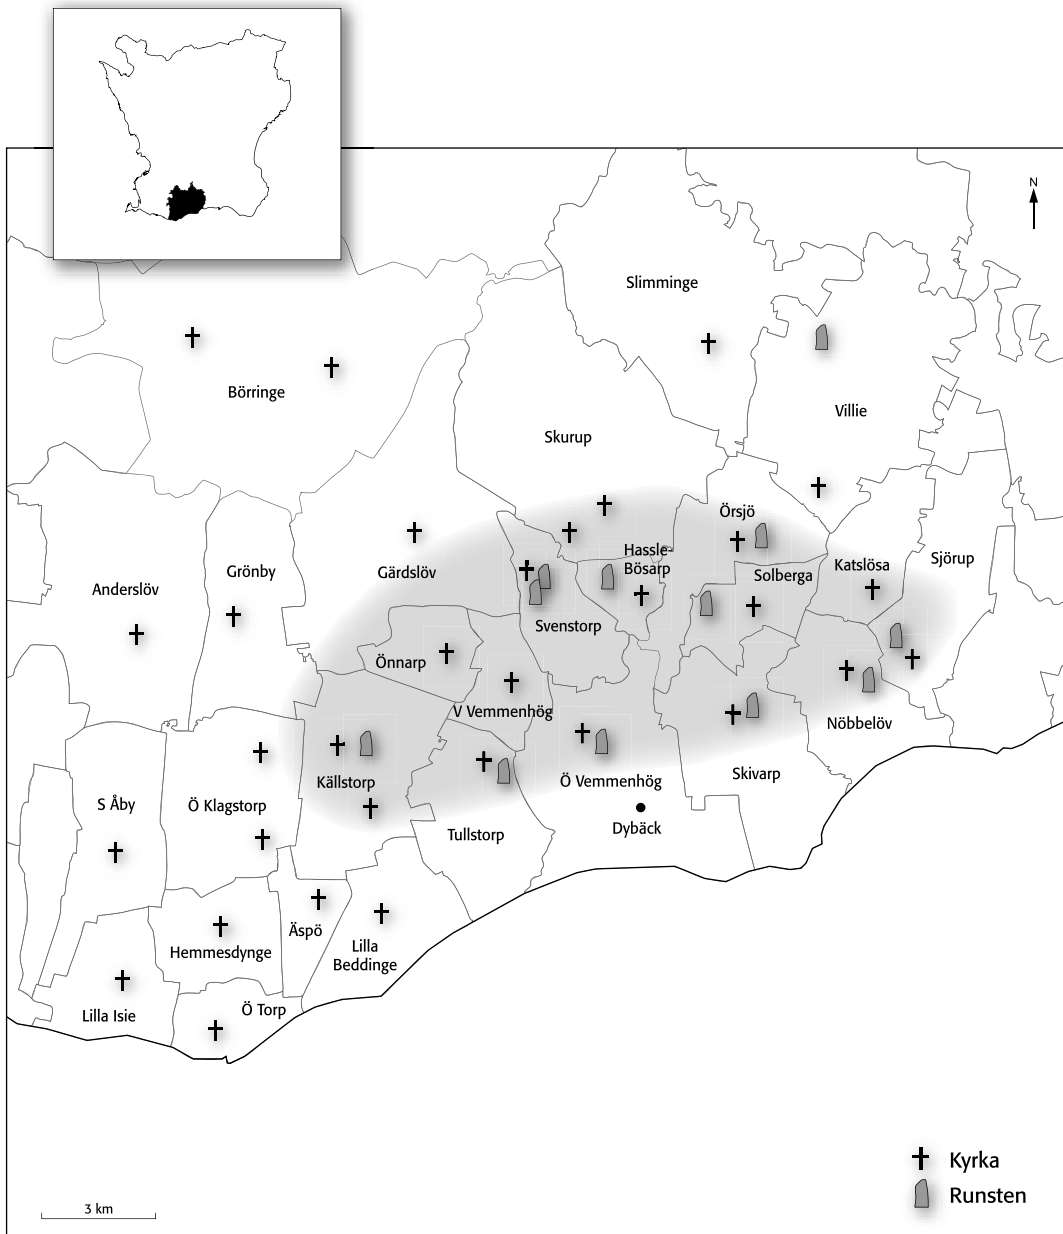 N
Slimminge
Börringe
Villie
Skurup
Örsjö
Hassle-
Bösarp
Sjörup
Katslösa
Gärdslöv
Grönby
Solberga
Anderslöv
Svenstorp
Önnarp
V Vemmenhög
Nöbbelöv
Skivarp
Källstorp
Ö Vemmenhög
S Åby
Ö Klagstorp
Dybäck
Tullstorp
Äspö
Lilla
Beddinge
Hemmesdynge
Ö Torp
Lilla Isie
Kyrka
Runsten
3 km